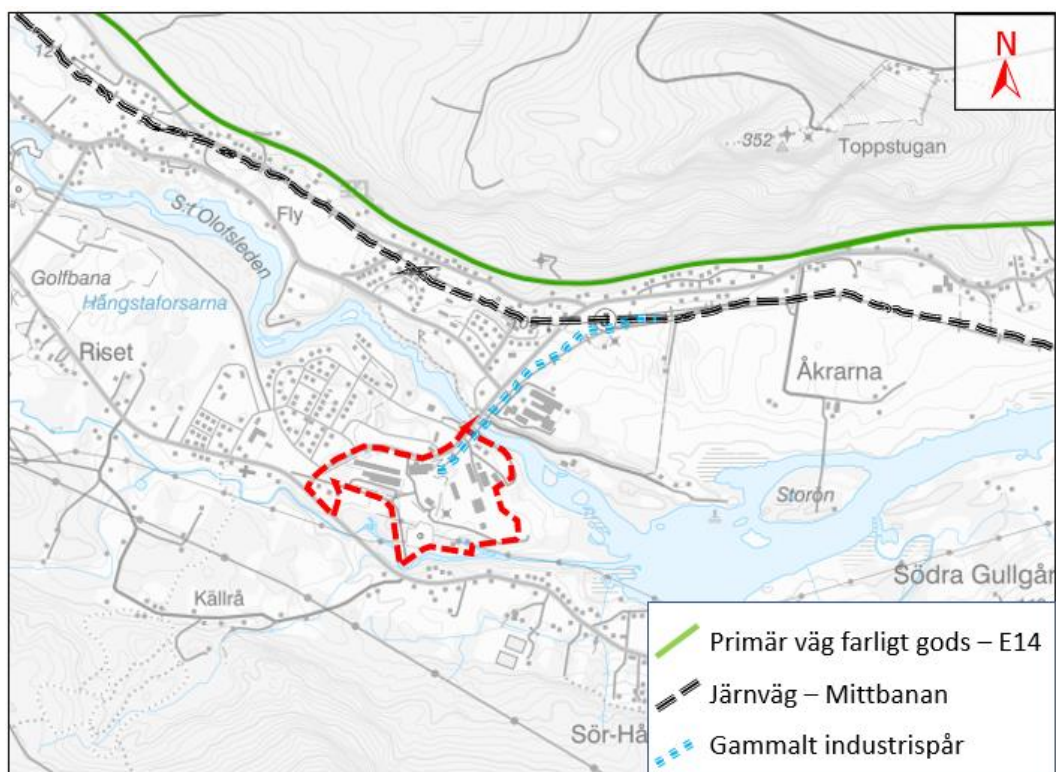 N
352
Toppstugan
Fly
S:t Olofsleden
Golfbana
Hångstaforsarna
Riset
Åkrarna
Storön
Södra Gullgår
Källrå
Sör-Hå
Primär väg farligt gods – E14
Järnväg – Mittbanan
Gammalt industrispår